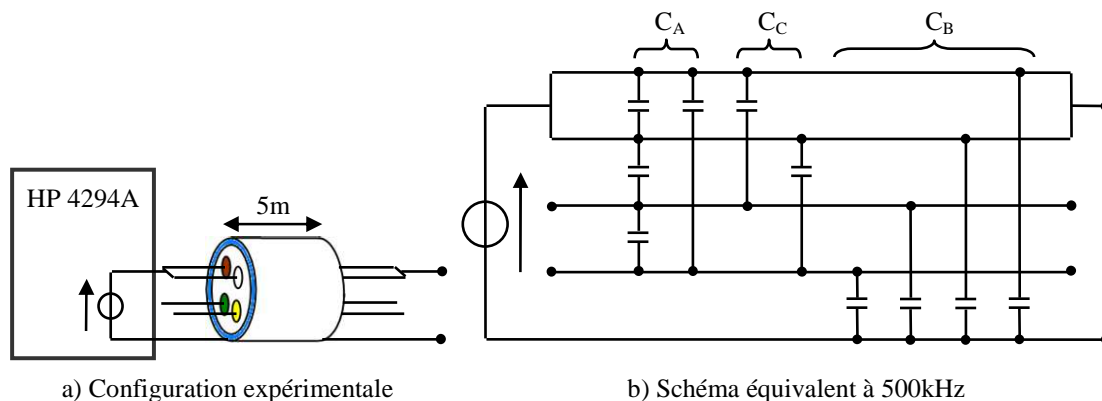 C_A C_C C_B
HP 4294A
5m
a) Configuration expérimentale
b) Schéma équivalent à 500kHz